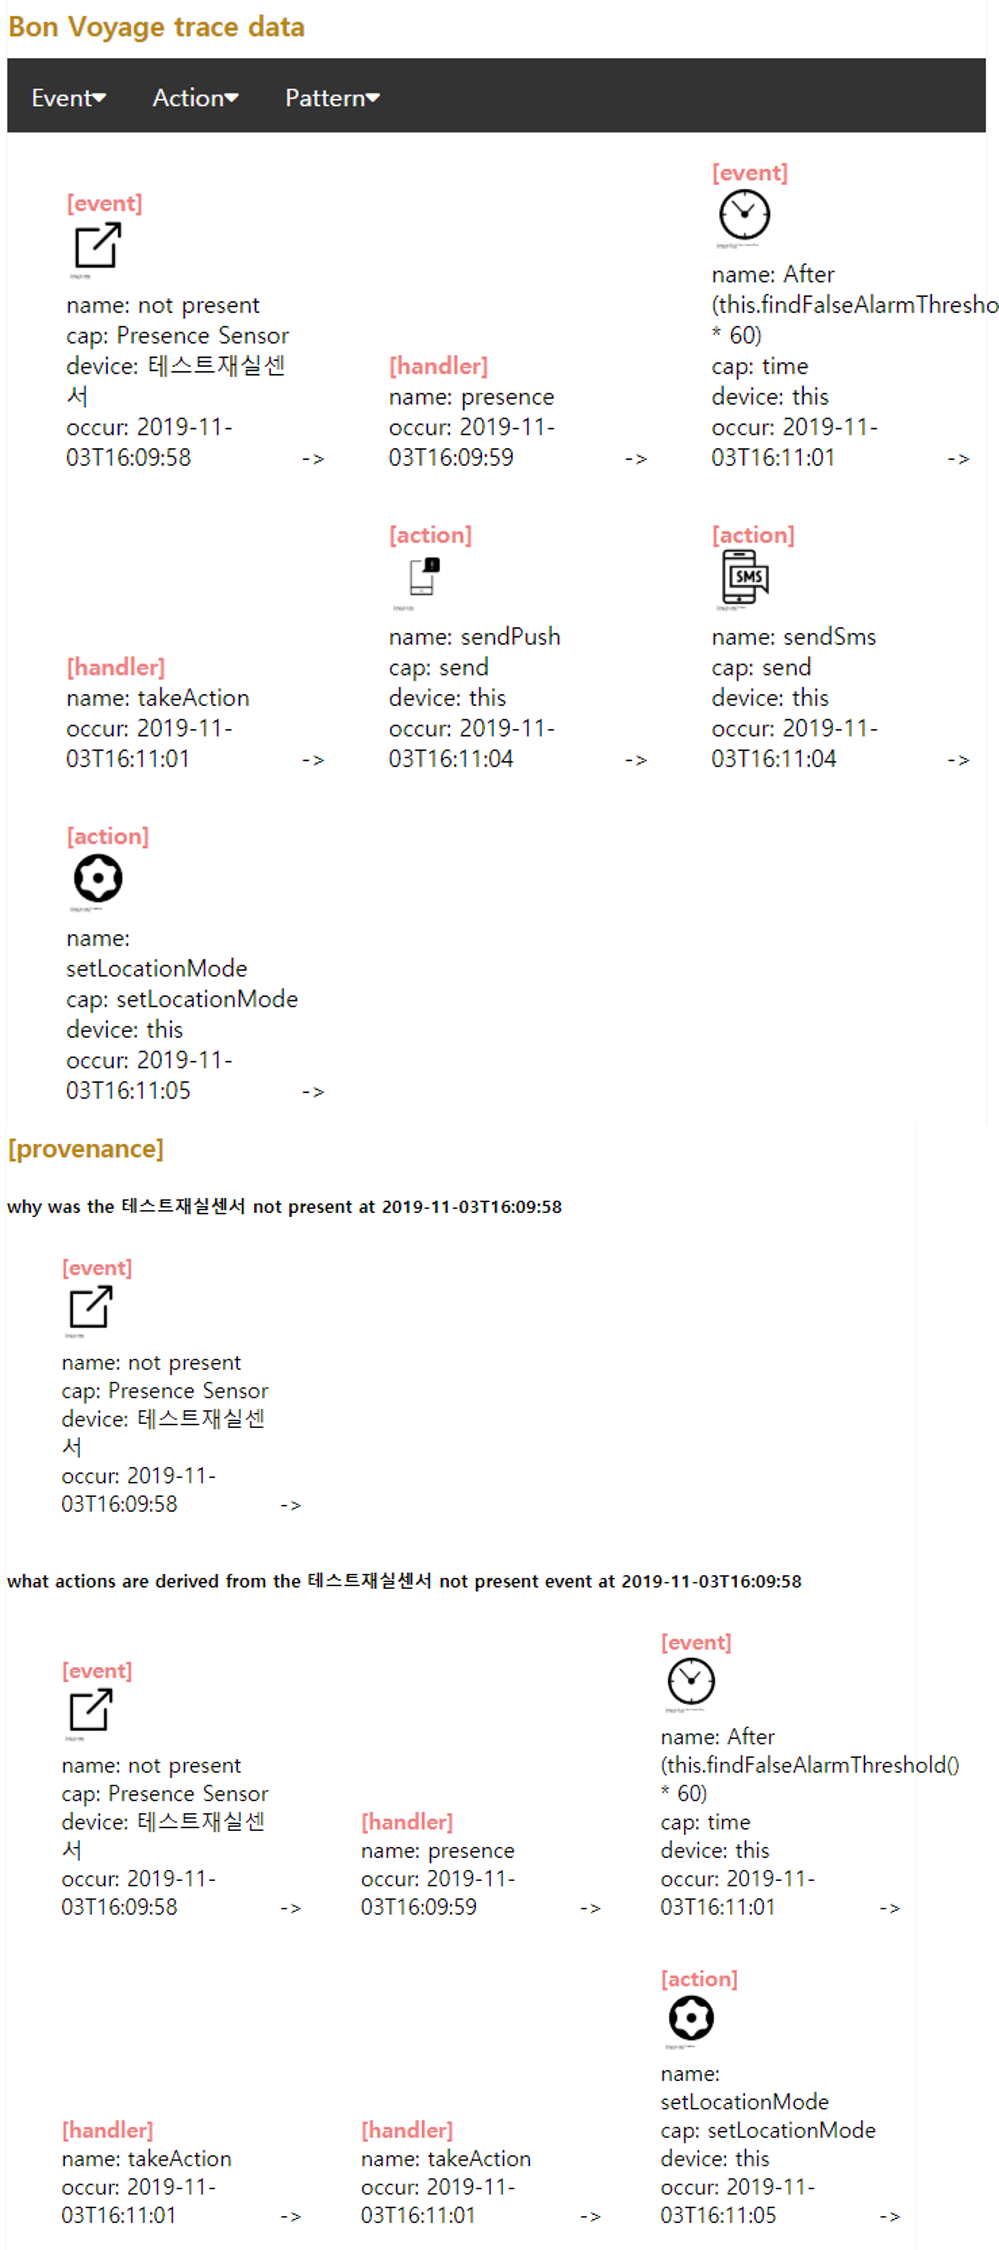 Bon Voyage trace data
Event Action Pattern
[event]
name: not present
cap: Presence Sensor
device: 테스트재실센
서
occur: 2019-11-
03T16:09:58 ->
[handler]
name: presence
occur: 2019-11-
03T16:09:59 ->
[event]
name: After
(this.findFalseAlarmThresho
* 60)
cap: time
device: this
occur: 2019-11-
03T16:11:01 ->
[handler]
name: takeAction
occur: 2019-11-
03T16:11:01 ->
[action]
name: sendPush
cap: send
device: this
occur: 2019-11-
03T16:11:04 ->
[action]
SMS
name: sendSms
cap: send
device: this
occur: 2019-11-
03T16:11:04 ->
[action]
name:
setLocationMode
cap: setLocationMode
device: this
occur: 2019-11-
03T16:11:05 ->
[provenance]
why was the 테스트재실센서 not present at 2019-11-03T16:09:58
[event]
name: not present
cap: Presence Sensor
device: 테스트재실센
서
occur: 2019-11-
03T16:09:58 ->
what actions are derived from the 테스트재실센서 not present event at 2019-11-03T16:09:58
[event]
name: not present
cap: Presence Sensor
device: 테스트재실센
서
occur: 2019-11-
03T16:09:58 ->
[handler]
name: presence
occur: 2019-11-
03T16:09:59 ->
[event]
name: After
(this.findFalseAlarmThreshold()
* 60)
cap: time
device: this
occur: 2019-11-
03T16:11:01 ->
[handler]
name: takeAction
occur: 2019-11-
03T16:11:01 ->
[handler]
name: takeAction
occur: 2019-11-
03T16:11:01 ->
[action]
name:
setLocationMode
cap: setLocationMode
device: this
occur: 2019-11-
03T16:11:05 ->